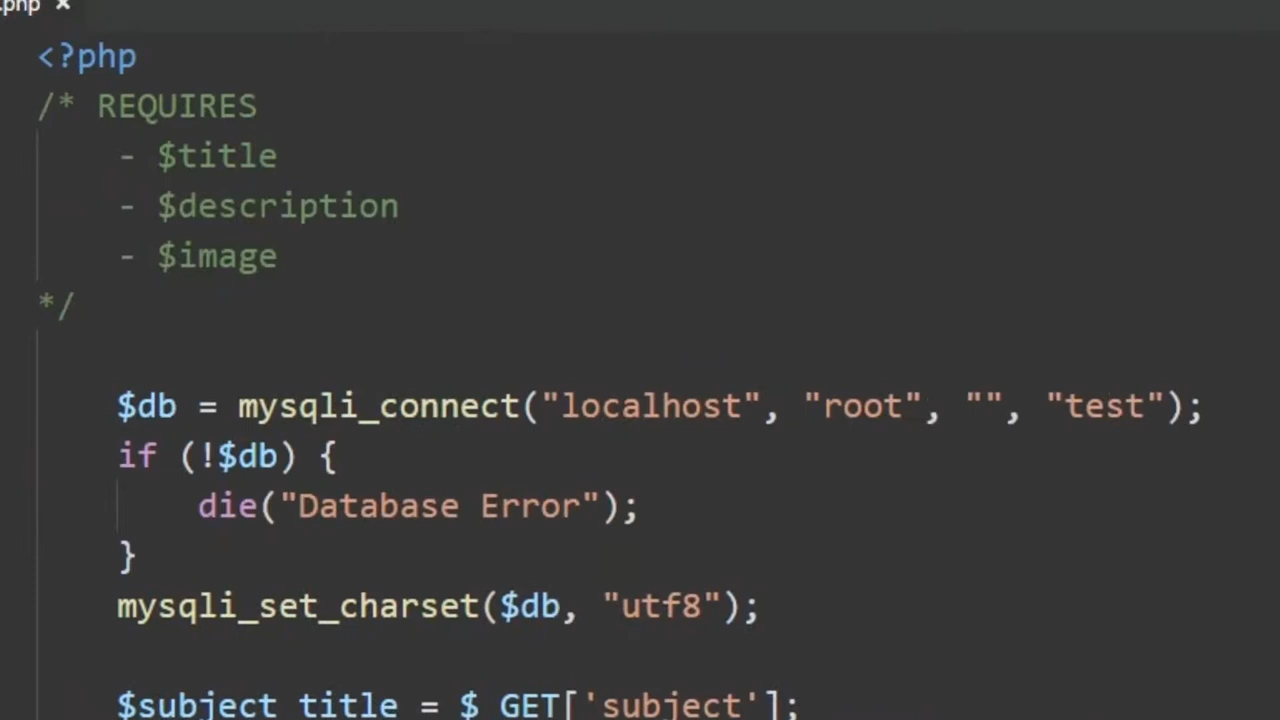 .php ×
<?php
/* REQUIRES
- $title
- $description
- $image
*/
$db = mysqli_connect("localhost", "root", "", "test");
if (!$db) {
die("Database Error");
}
mysqli_set_charset($db, "utf8");
$subject_title = $_GET['subject'];